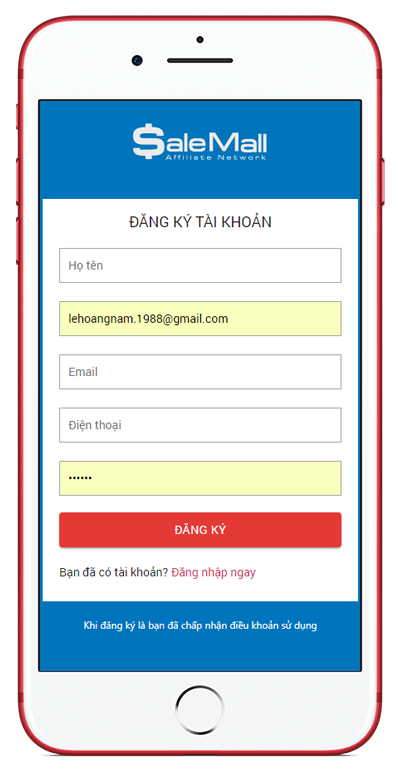 $aleMall
Affiliate Network
ĐĂNG KÝ TÀI KHOẢN
Họ tên
lehoangnam.1988@gmail.com
Email
Điện thoại
••••••
ĐĂNG KÝ
Bạn đã có tài khoản? Đăng nhập ngay
Khi đăng ký là bạn đã chấp nhận điều khoản sử dụng